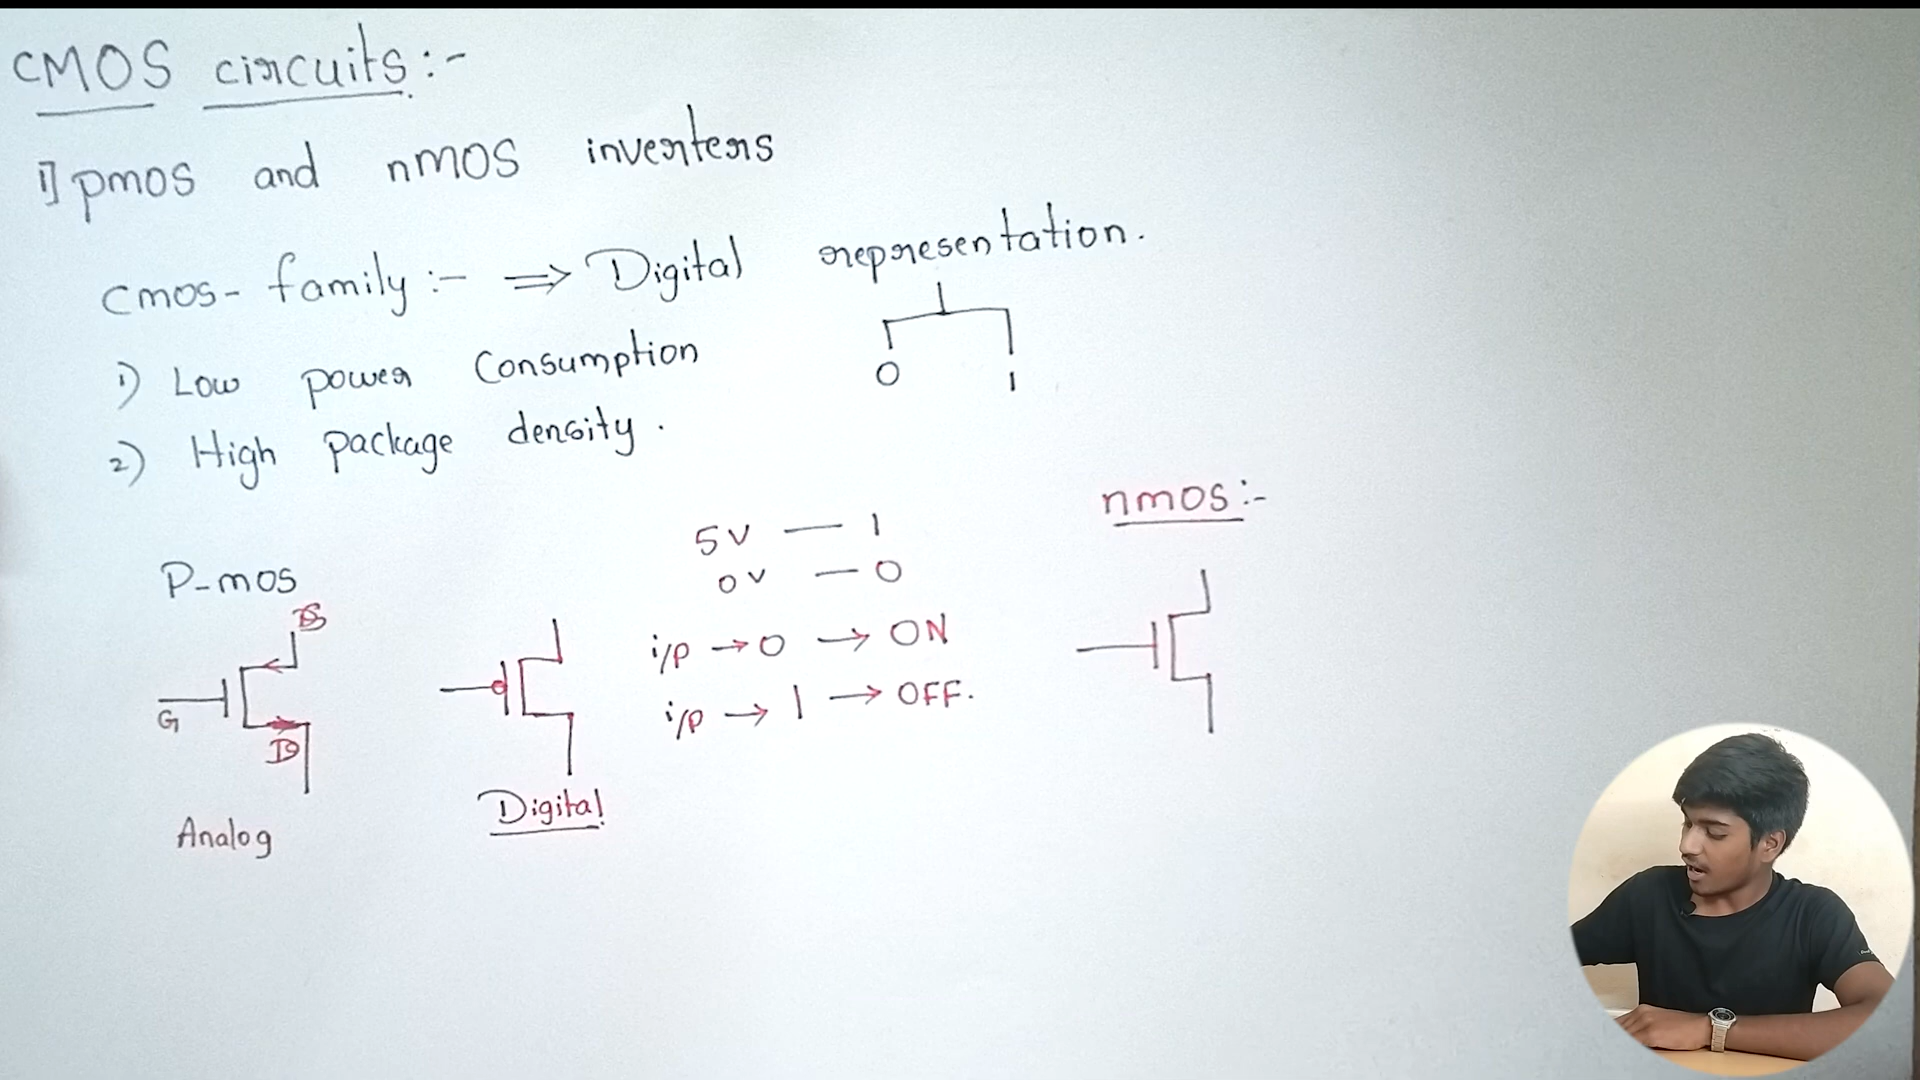 CMOS circuits:-
1] pmos and nMOS inverters
Cmos- family :- ⇒ Digital representation.
0 1
1) Low power Consumption
2) High package density.
5V — 1
0V — 0
nmos:-
P-mos
S
i/p → 0 → ON
i/p → 1 → OFF.
G
D
Digital
Analog